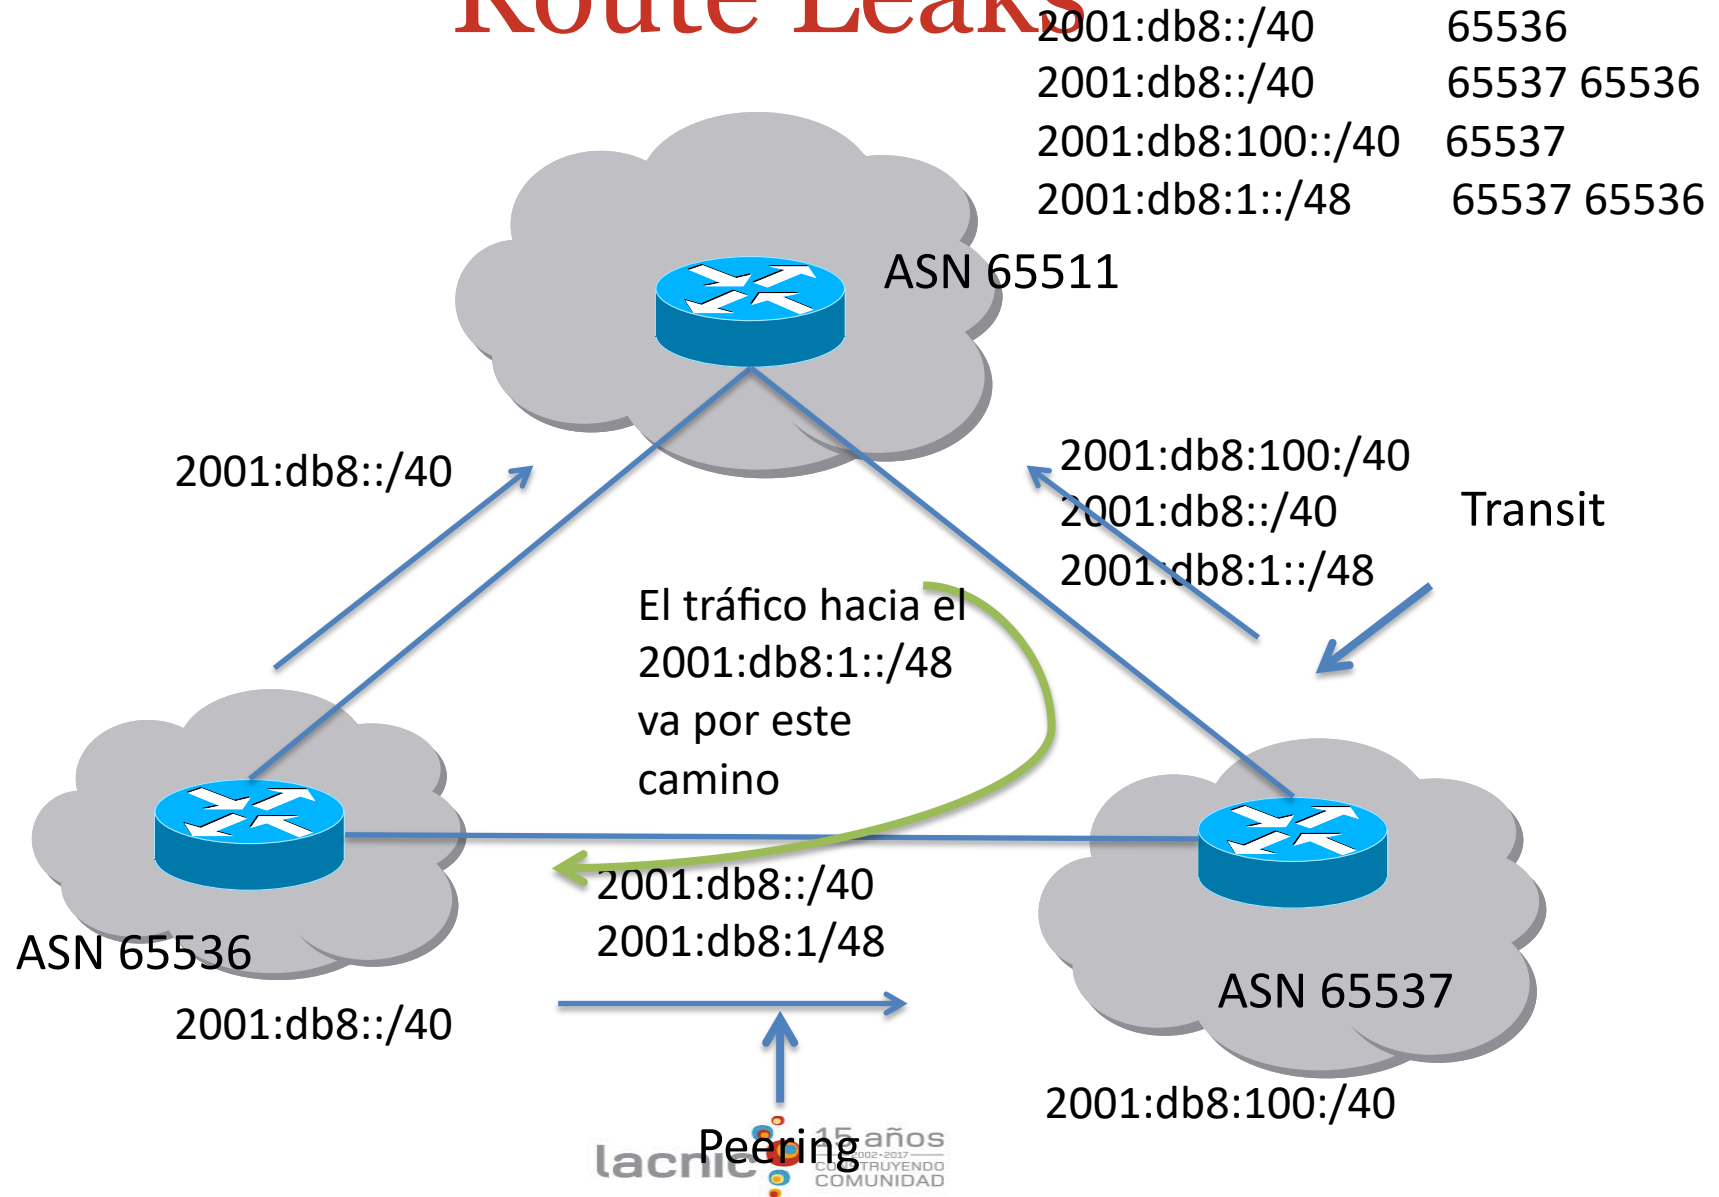 Route Leaks
2001:db8::/40 65536
2001:db8::/40 65537 65536
2001:db8:100::/40 65537
2001:db8:1::/48 65537 65536
ASN 65511
2001:db8::/40
2001:db8:100:/40
2001:db8::/40
2001:db8:1::/48
Transit
El tráfico hacia el
2001:db8:1::/48
va por este
camino
2001:db8::/40
2001:db8:1/48
ASN 65536
2001:db8::/40
ASN 65537
2001:db8:100:/40
Peering
lacnic
15 años
2002-2017
CONSTRUYENDO
COMUNIDAD